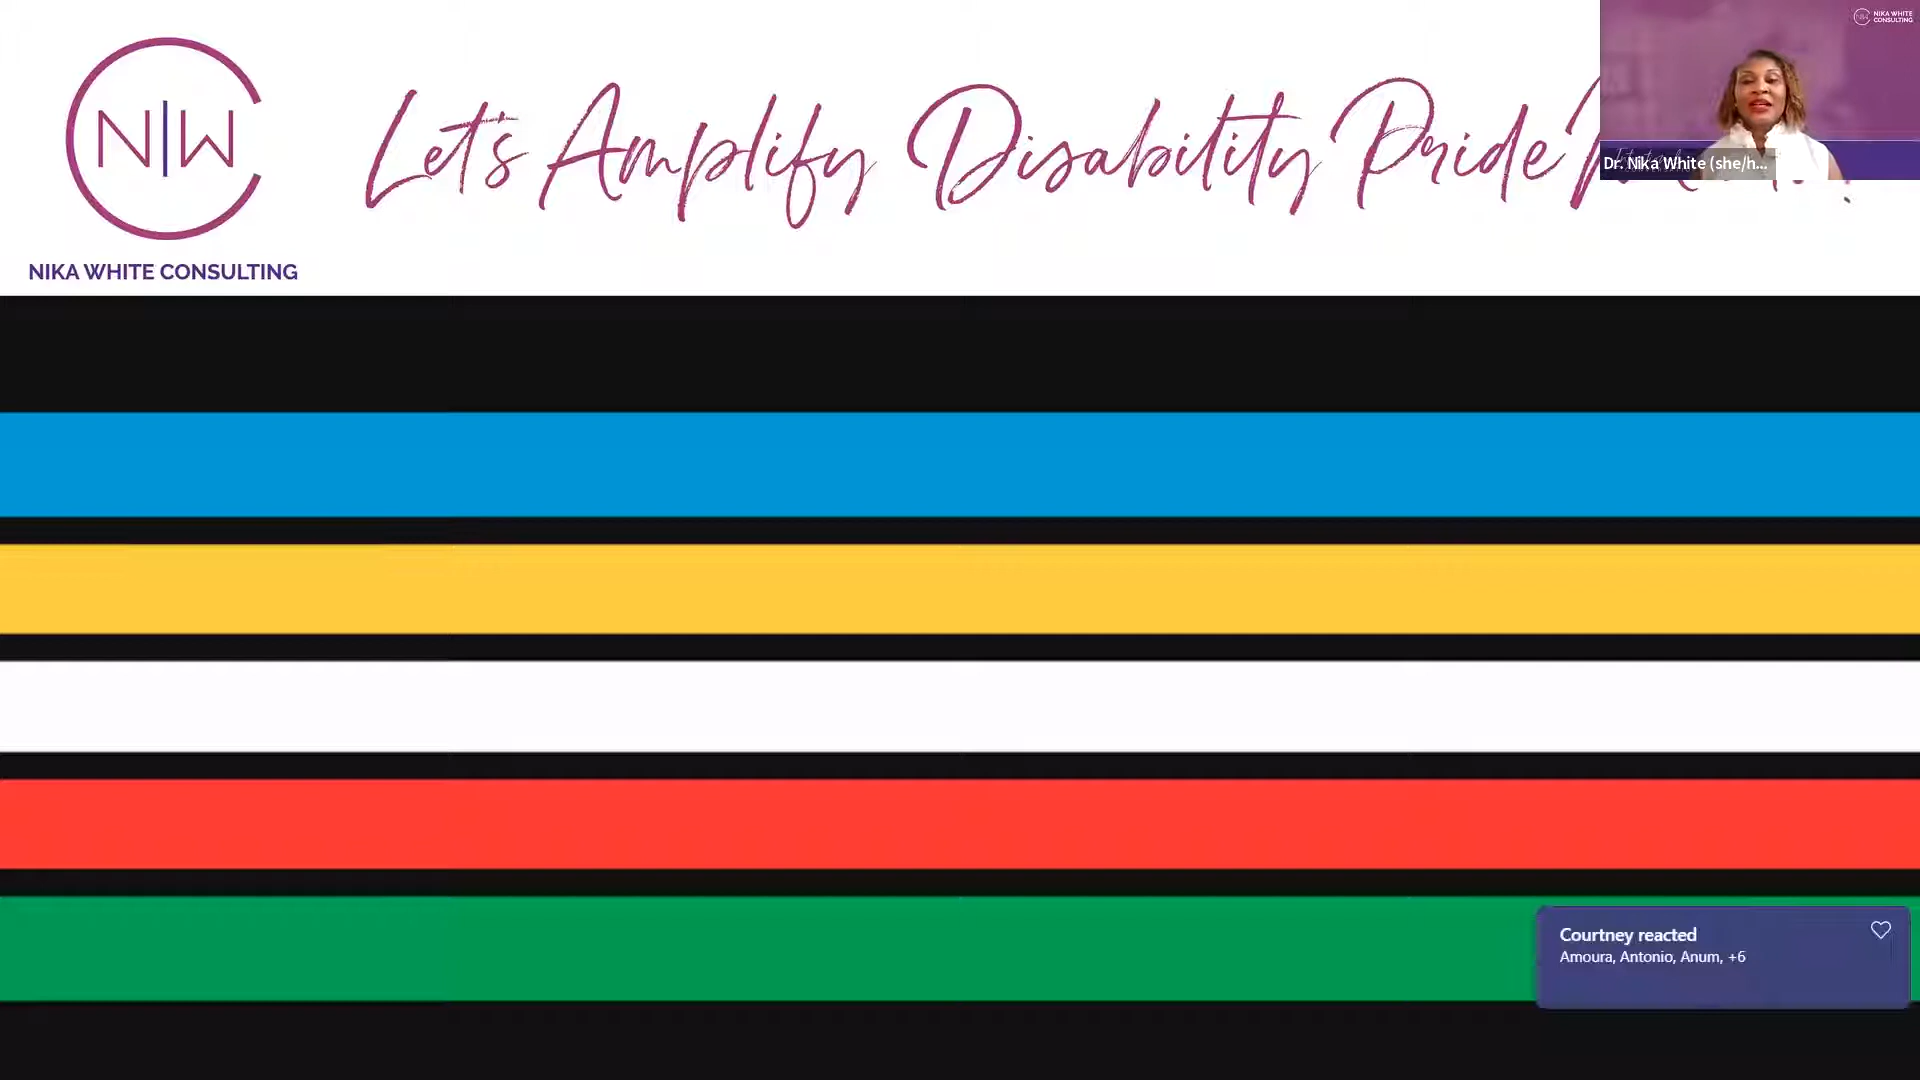 N|W
NIKA WHITE CONSULTING
Let's Amplify Disability Pride
NIKA WHITE
CONSULTING
Dr. Nika White (she/h...
Courtney reacted
Amoura, Antonio, Anum, +6